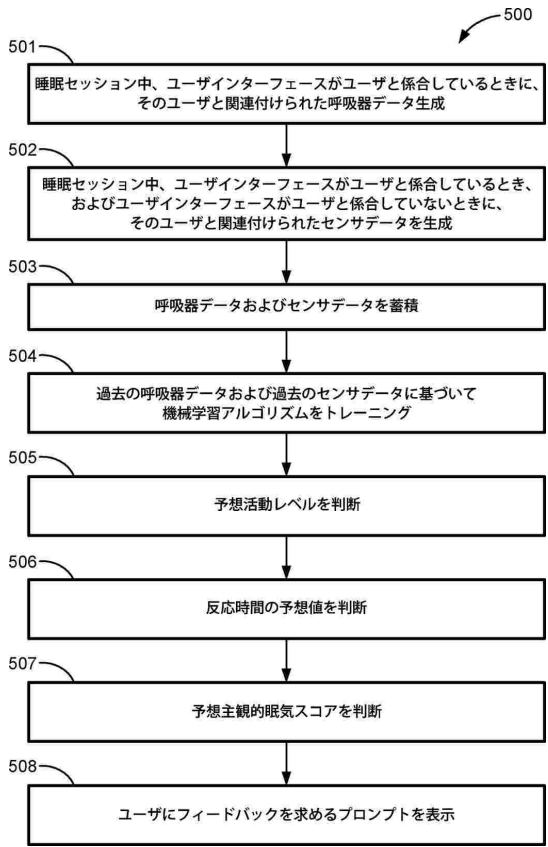 500
501
睡眠セッション中、ユーザインターフェースがユーザと係合しているときに、
そのユーザと関連付けられた呼吸器データ生成
502
睡眠セッション中、ユーザインターフェースがユーザと係合しているとき、
およびユーザインターフェースがユーザと係合していないときに、
そのユーザと関連付けられたセンサデータを生成
503
呼吸器データおよびセンサデータを蓄積
504
過去の呼吸器データおよび過去のセンサデータに基づいて
機械学習アルゴリズムをトレーニング
505
予想活動レベルを判断
506
反応時間の予想値を判断
507
予想主観的眠気スコアを判断
508
ユーザにフィードバックを求めるプロンプトを表示